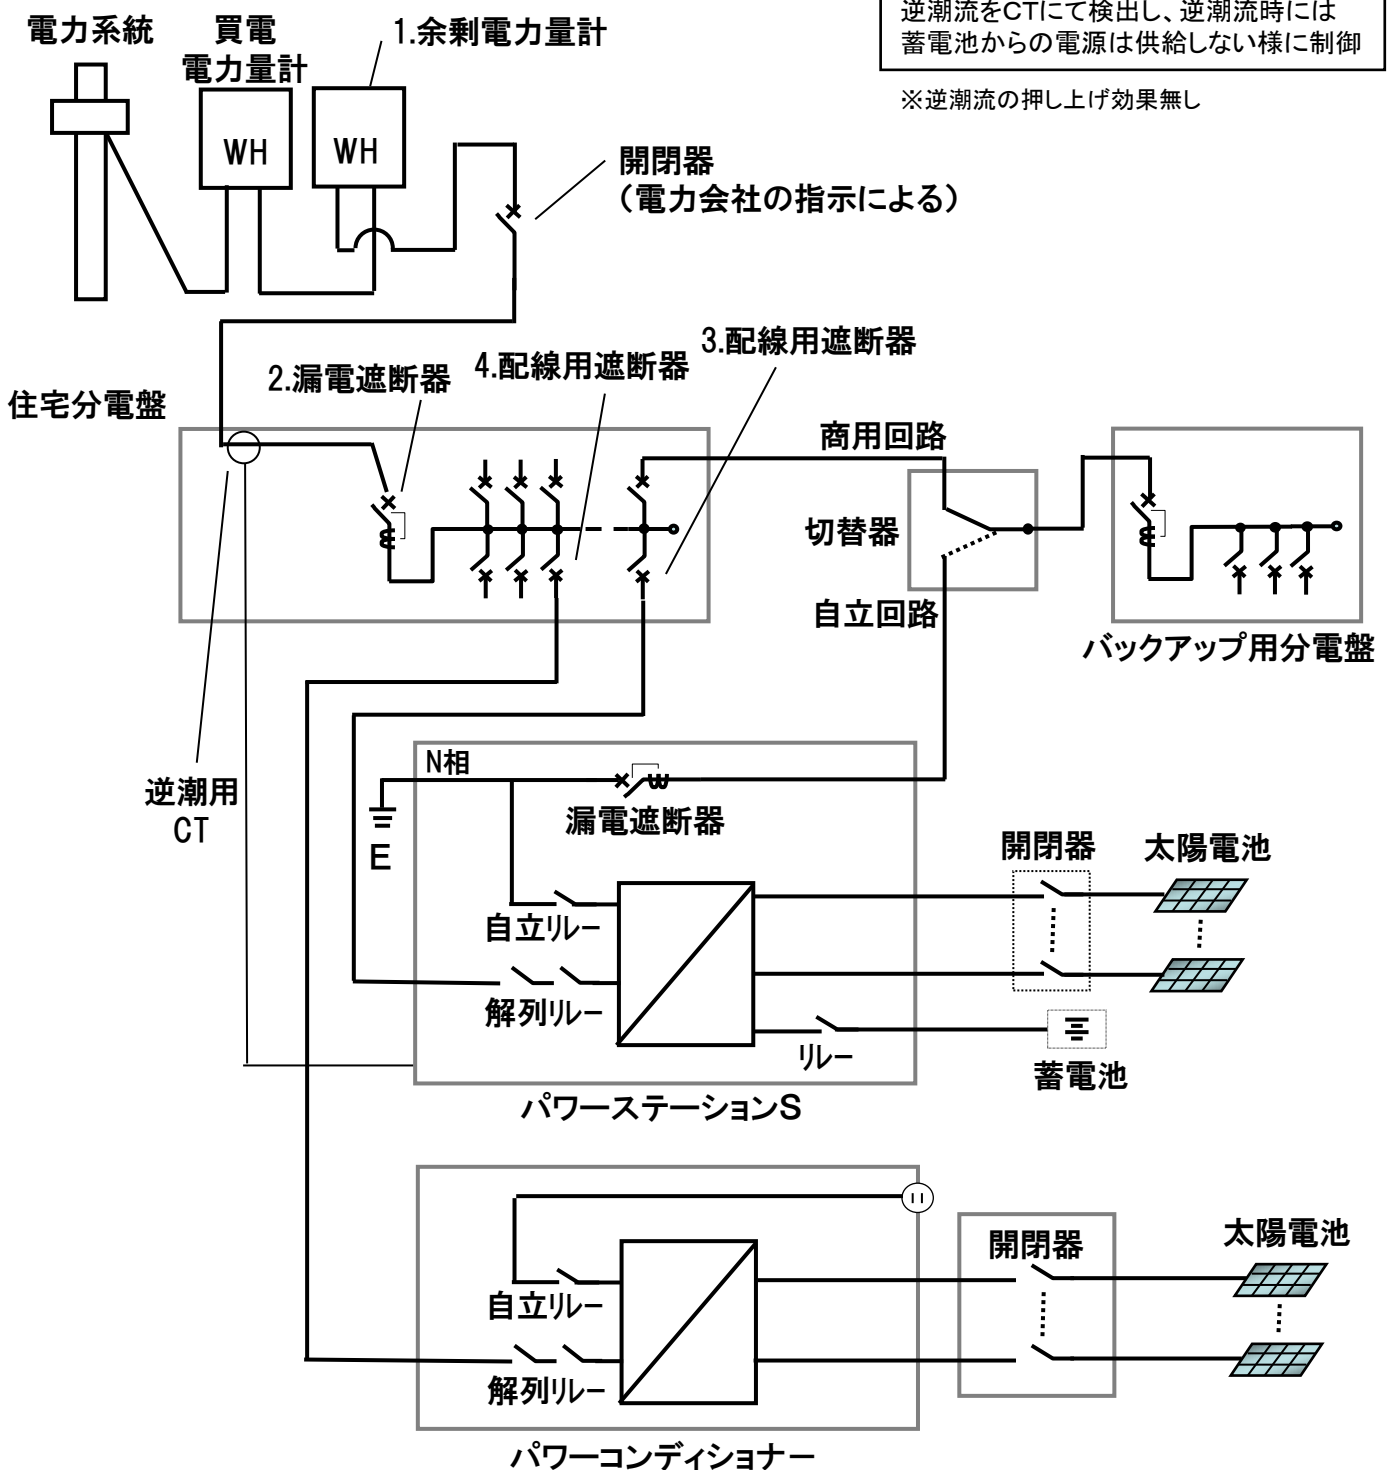 逆潮流をCTにて検出し、逆潮流時には
蓄電池からの電源は供給しない様に制御
※逆潮流の押し上げ効果無し
電力系統
買電
電力量計
1.余剰電力量計
WH
WH
開閉器
（電力会社の指示による）
住宅分電盤
2.漏電遮断器
4.配線用遮断器
3.配線用遮断器
商用回路
切替器
自立回路
バックアップ用分電盤
逆潮用
CT
N相
E
漏電遮断器
自立リレー
解列リレー
リレー
開閉器
太陽電池
蓄電池
パワーステーションS
自立リレー
解列リレー
開閉器
太陽電池
パワーコンディショナー